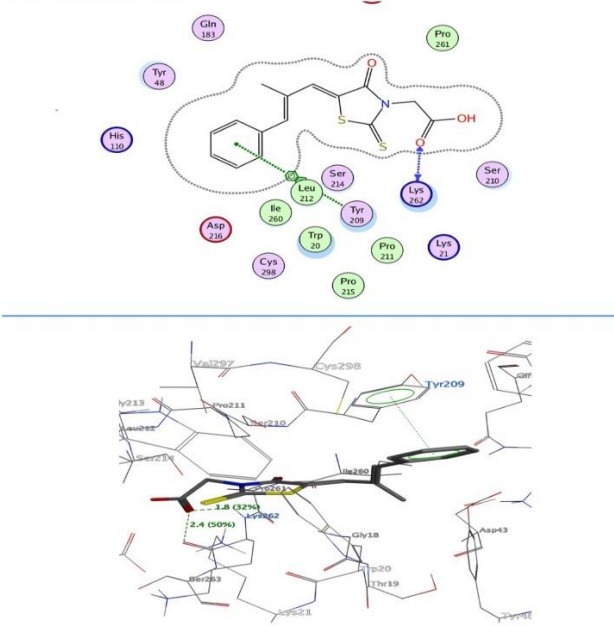 Gln
183
Pro
261
Tyr
48
O
N
His
110
S
S
OH
O
Ser
214
Ser
210
Leu
212
Lys
262
Ile
260
Tyr
209
Asp
216
Trp
20
Pro
211
Lys
21
Cys
298
Pro
215
Val297
Cys298
Tyr209
Pro211
Ser210
Leu212
Ser214
Ile260
Pro261
1.8 (32%)
Lys262
2.4 (50%)
Gly18
Asp43
Trp20
Ser263
Thr19
Lys21